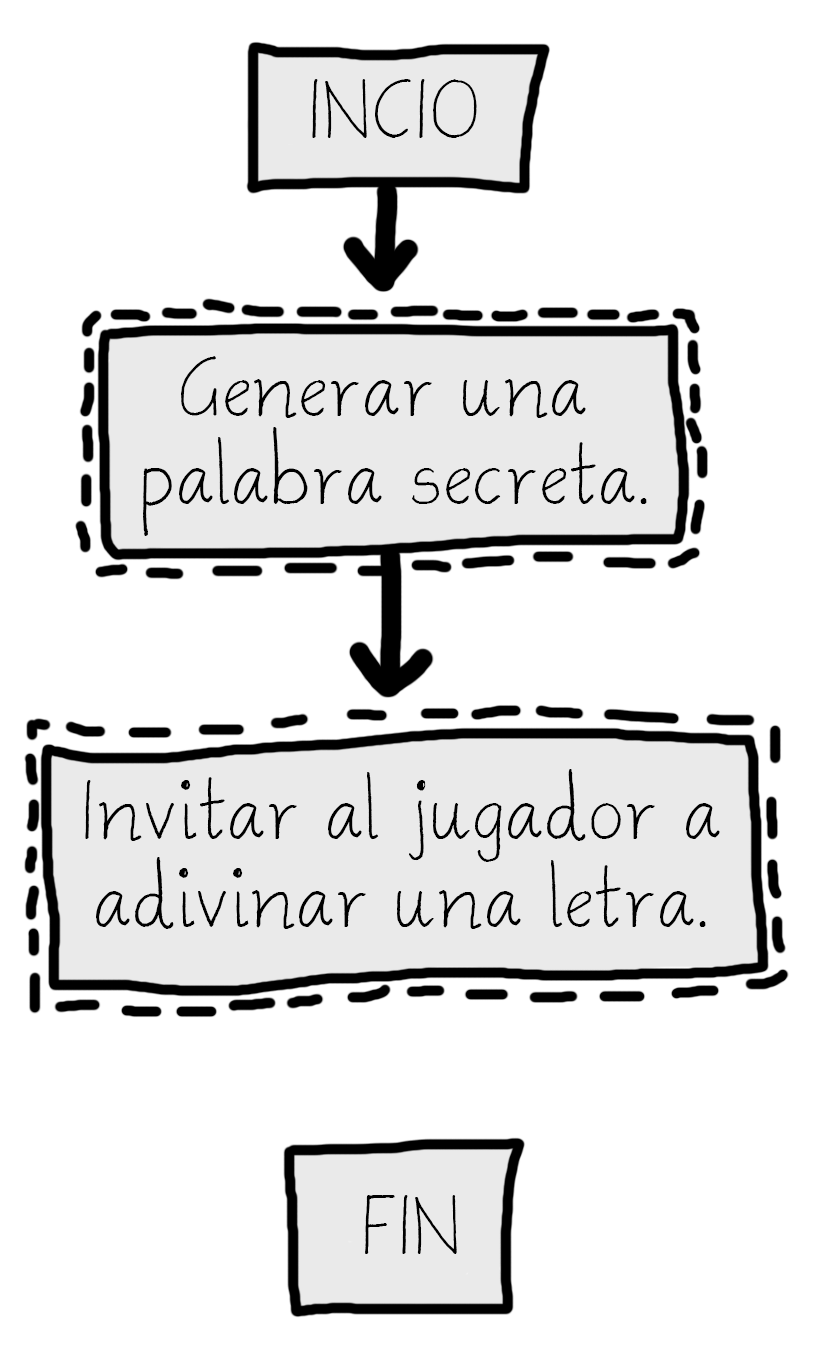 INCIO
Generar una
palabra secreta.
Invitar al jugador a
adivinar una letra.
FIN